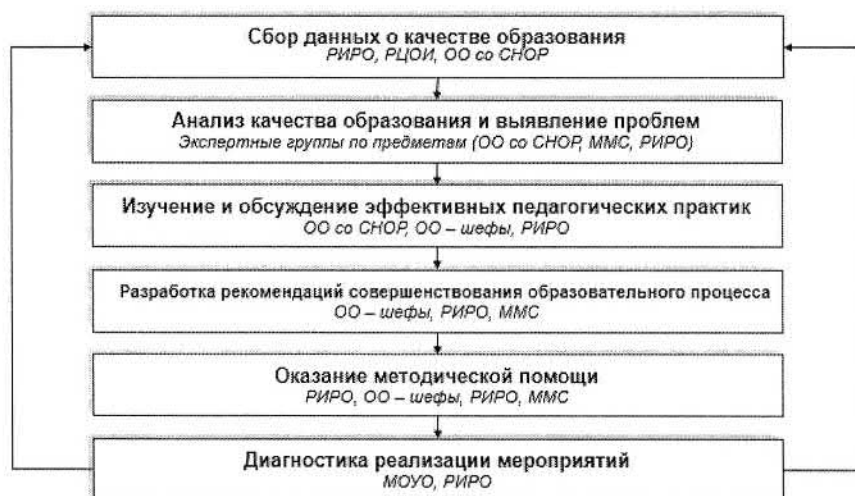 Сбор данных о качестве образования
РИРО, РЦОИ, ОО со СНОР
Анализ качества образования и выявление проблем
Экспертные группы по предметам (ОО со СНОР, ММС, РИРО)
Изучение и обсуждение эффективных педагогических практик
ОО со СНОР, ОО – шефы, РИРО
Разработка рекомендаций совершенствования образовательного процесса
ОО – шефы, РИРО, ММС
Оказание методической помощи
РИРО, ОО – шефы, РИРО, ММС
Диагностика реализации мероприятий
МОУО, РИРО